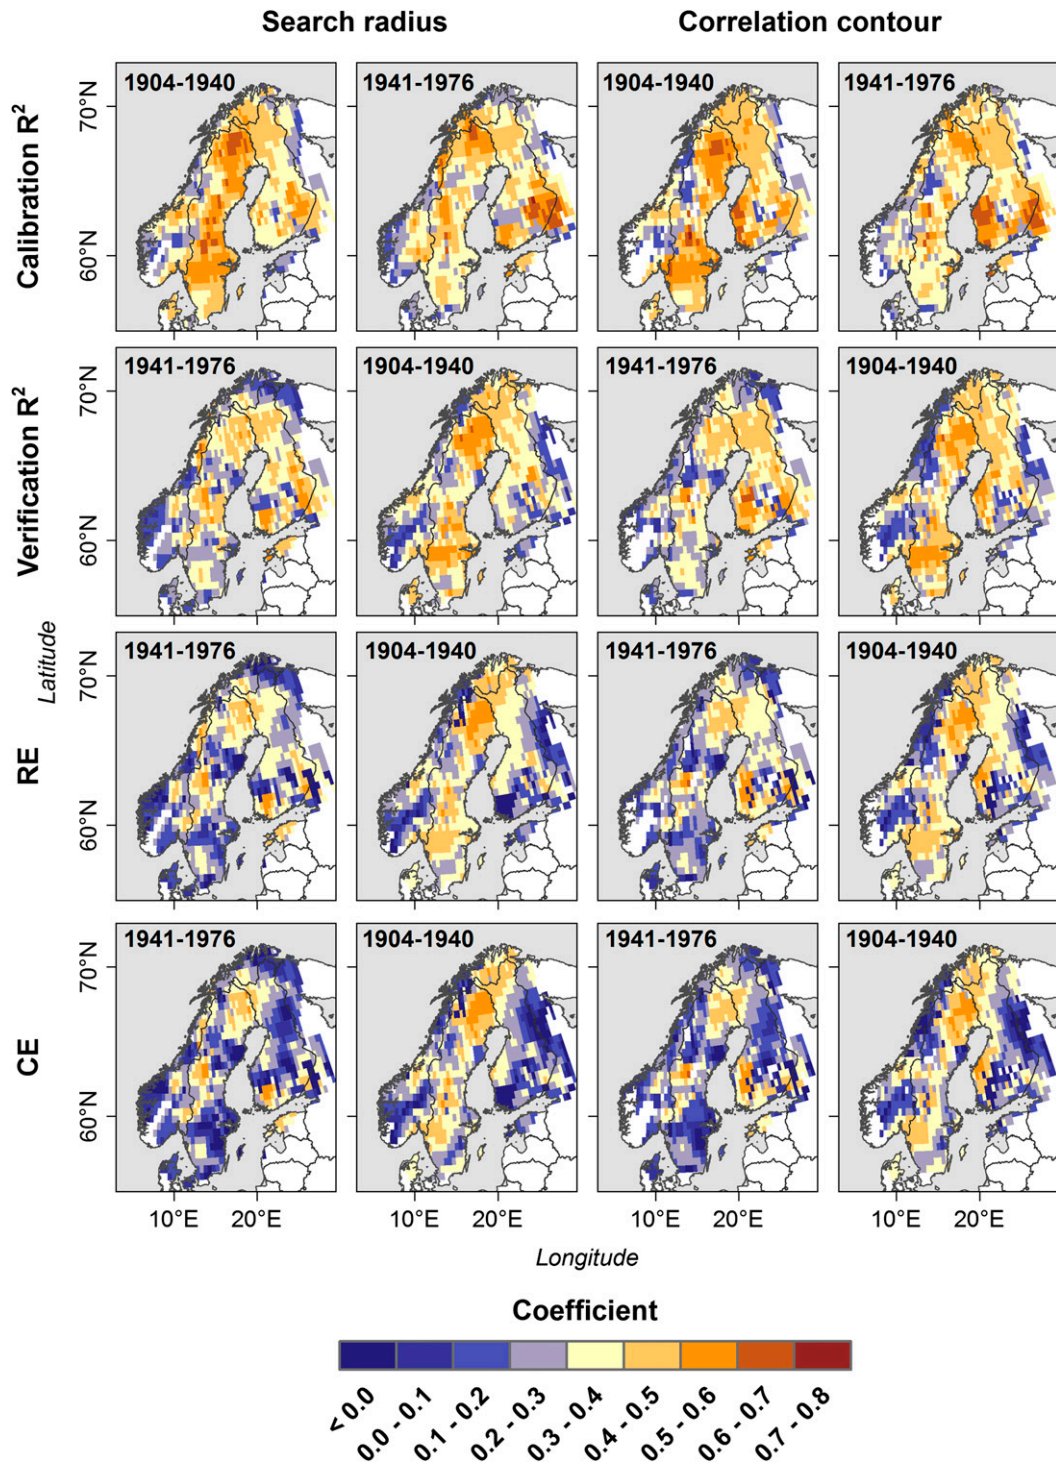 Search radius Correlation contour
Calibration R²
1904-1940 1941-1976 1904-1940 1941-1976
70°N
60°N
Verification R²
1941-1976 1904-1940 1941-1976 1904-1940
70°N
60°N
Latitude
RE
1941-1976 1904-1940 1941-1976 1904-1940
70°N
60°N
CE
1941-1976 1904-1940 1941-1976 1904-1940
70°N
60°N
10°E 20°E 10°E 20°E 10°E 20°E 10°E 20°E
Longitude
Coefficient
< 0.0
0.0 - 0.1
0.1 - 0.2
0.2 - 0.3
0.3 - 0.4
0.4 - 0.5
0.5 - 0.6
0.6 - 0.7
0.7 - 0.8